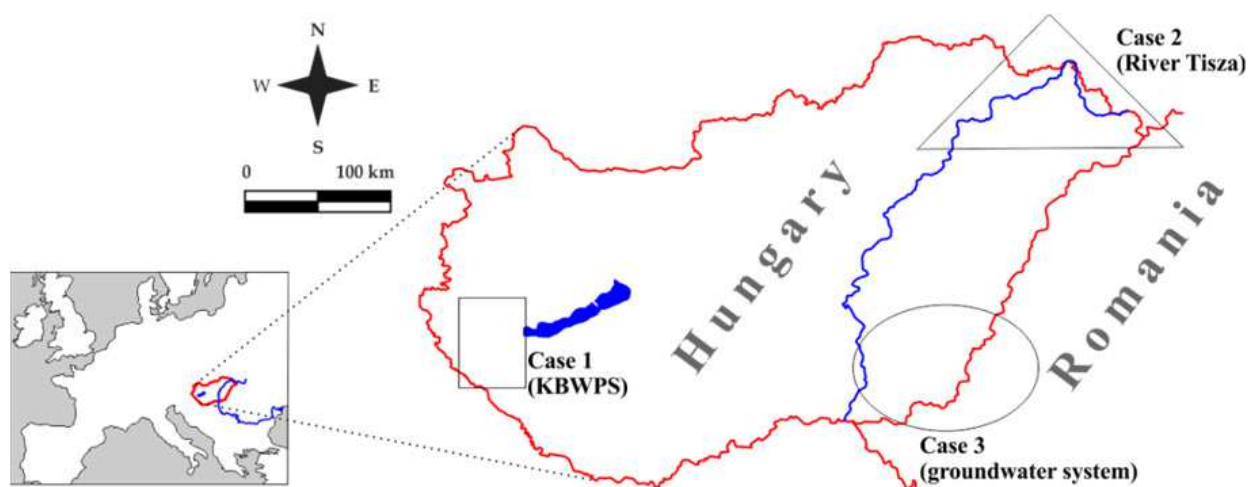 N
W
E
S
0
100 km
Case 2
(River Tisza)
Hungary
Romania
Case 1
(KBWPS)
Case 3
(groundwater system)